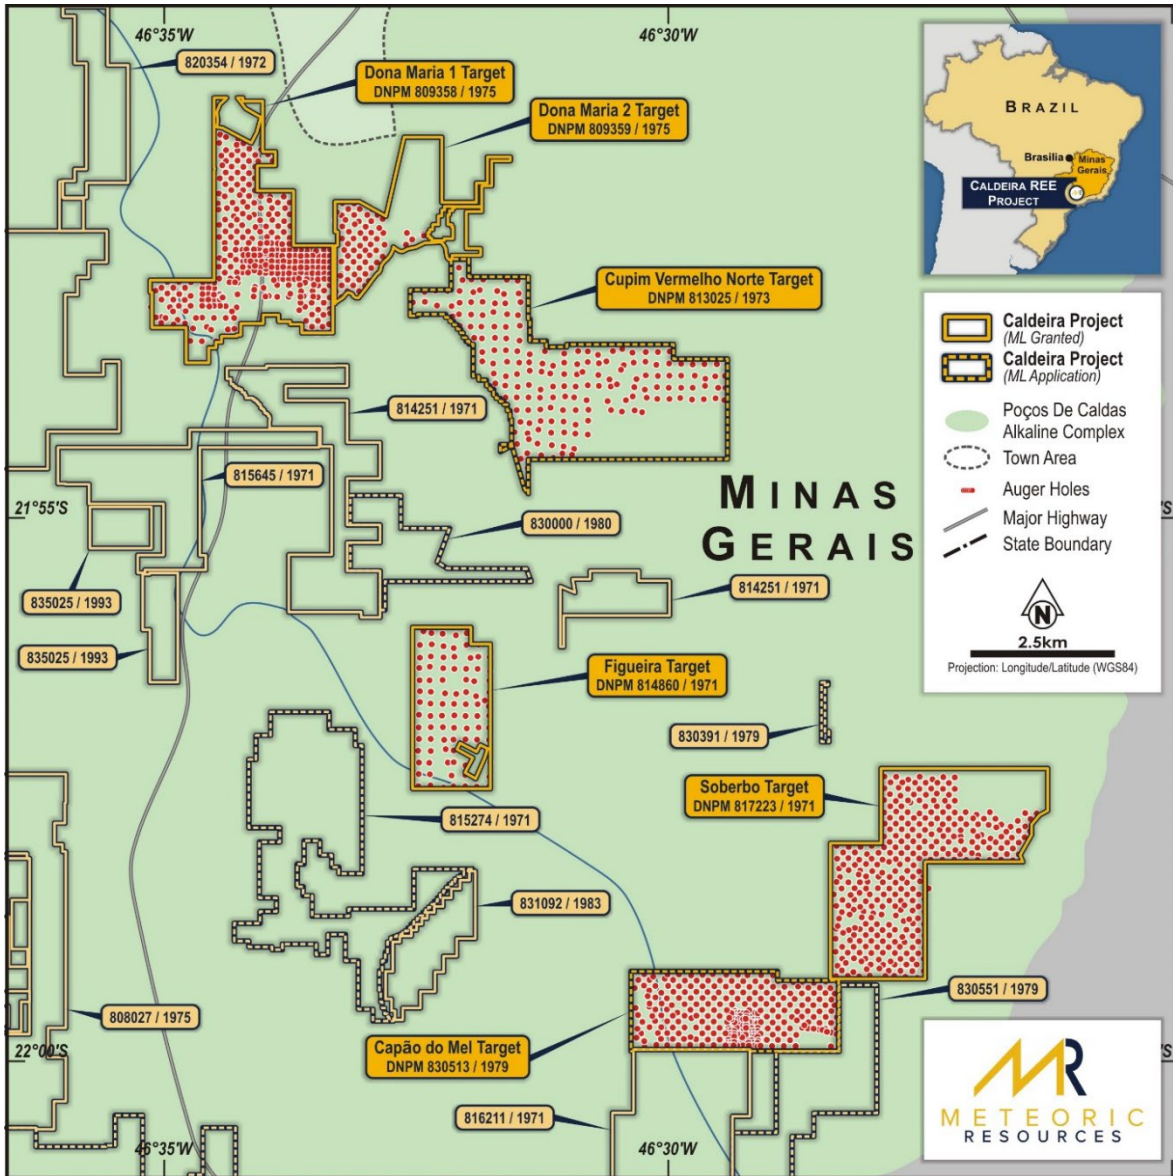 46°35'W
46°30'W
820354 / 1972
Dona Maria 1 Target
DNPM 809358 / 1975
Dona Maria 2 Target
DNPM 809359 / 1975
BRAZIL
Brasília
Minas
Gerais
CALDEIRA REE
PROJECT
Cupim Vermelho Norte Target
DNPM 813025 / 1973
Caldeira Project
(ML Granted)
Caldeira Project
(ML Application)
Poços De Caldas
Alkaline Complex
Town Area
Auger Holes
Major Highway
State Boundary
N
2.5km
Projection: Longitude/Latitude (WGS84)
814251 / 1971
815645 / 1971
21°55'S
'S
MINAS
GERAIS
830000 / 1980
835025 / 1993
814251 / 1971
835025 / 1993
Figueira Target
DNPM 814860 / 1971
830391 / 1979
Soberbo Target
DNPM 817223 / 1971
815274 / 1971
831092 / 1983
830551 / 1979
808027 / 1975
22°00'S
'S
Capão do Mel Target
DNPM 830513 / 1979
816211 / 1971
46°35'W
46°30'W
MR
METEORIC
RESOURCES